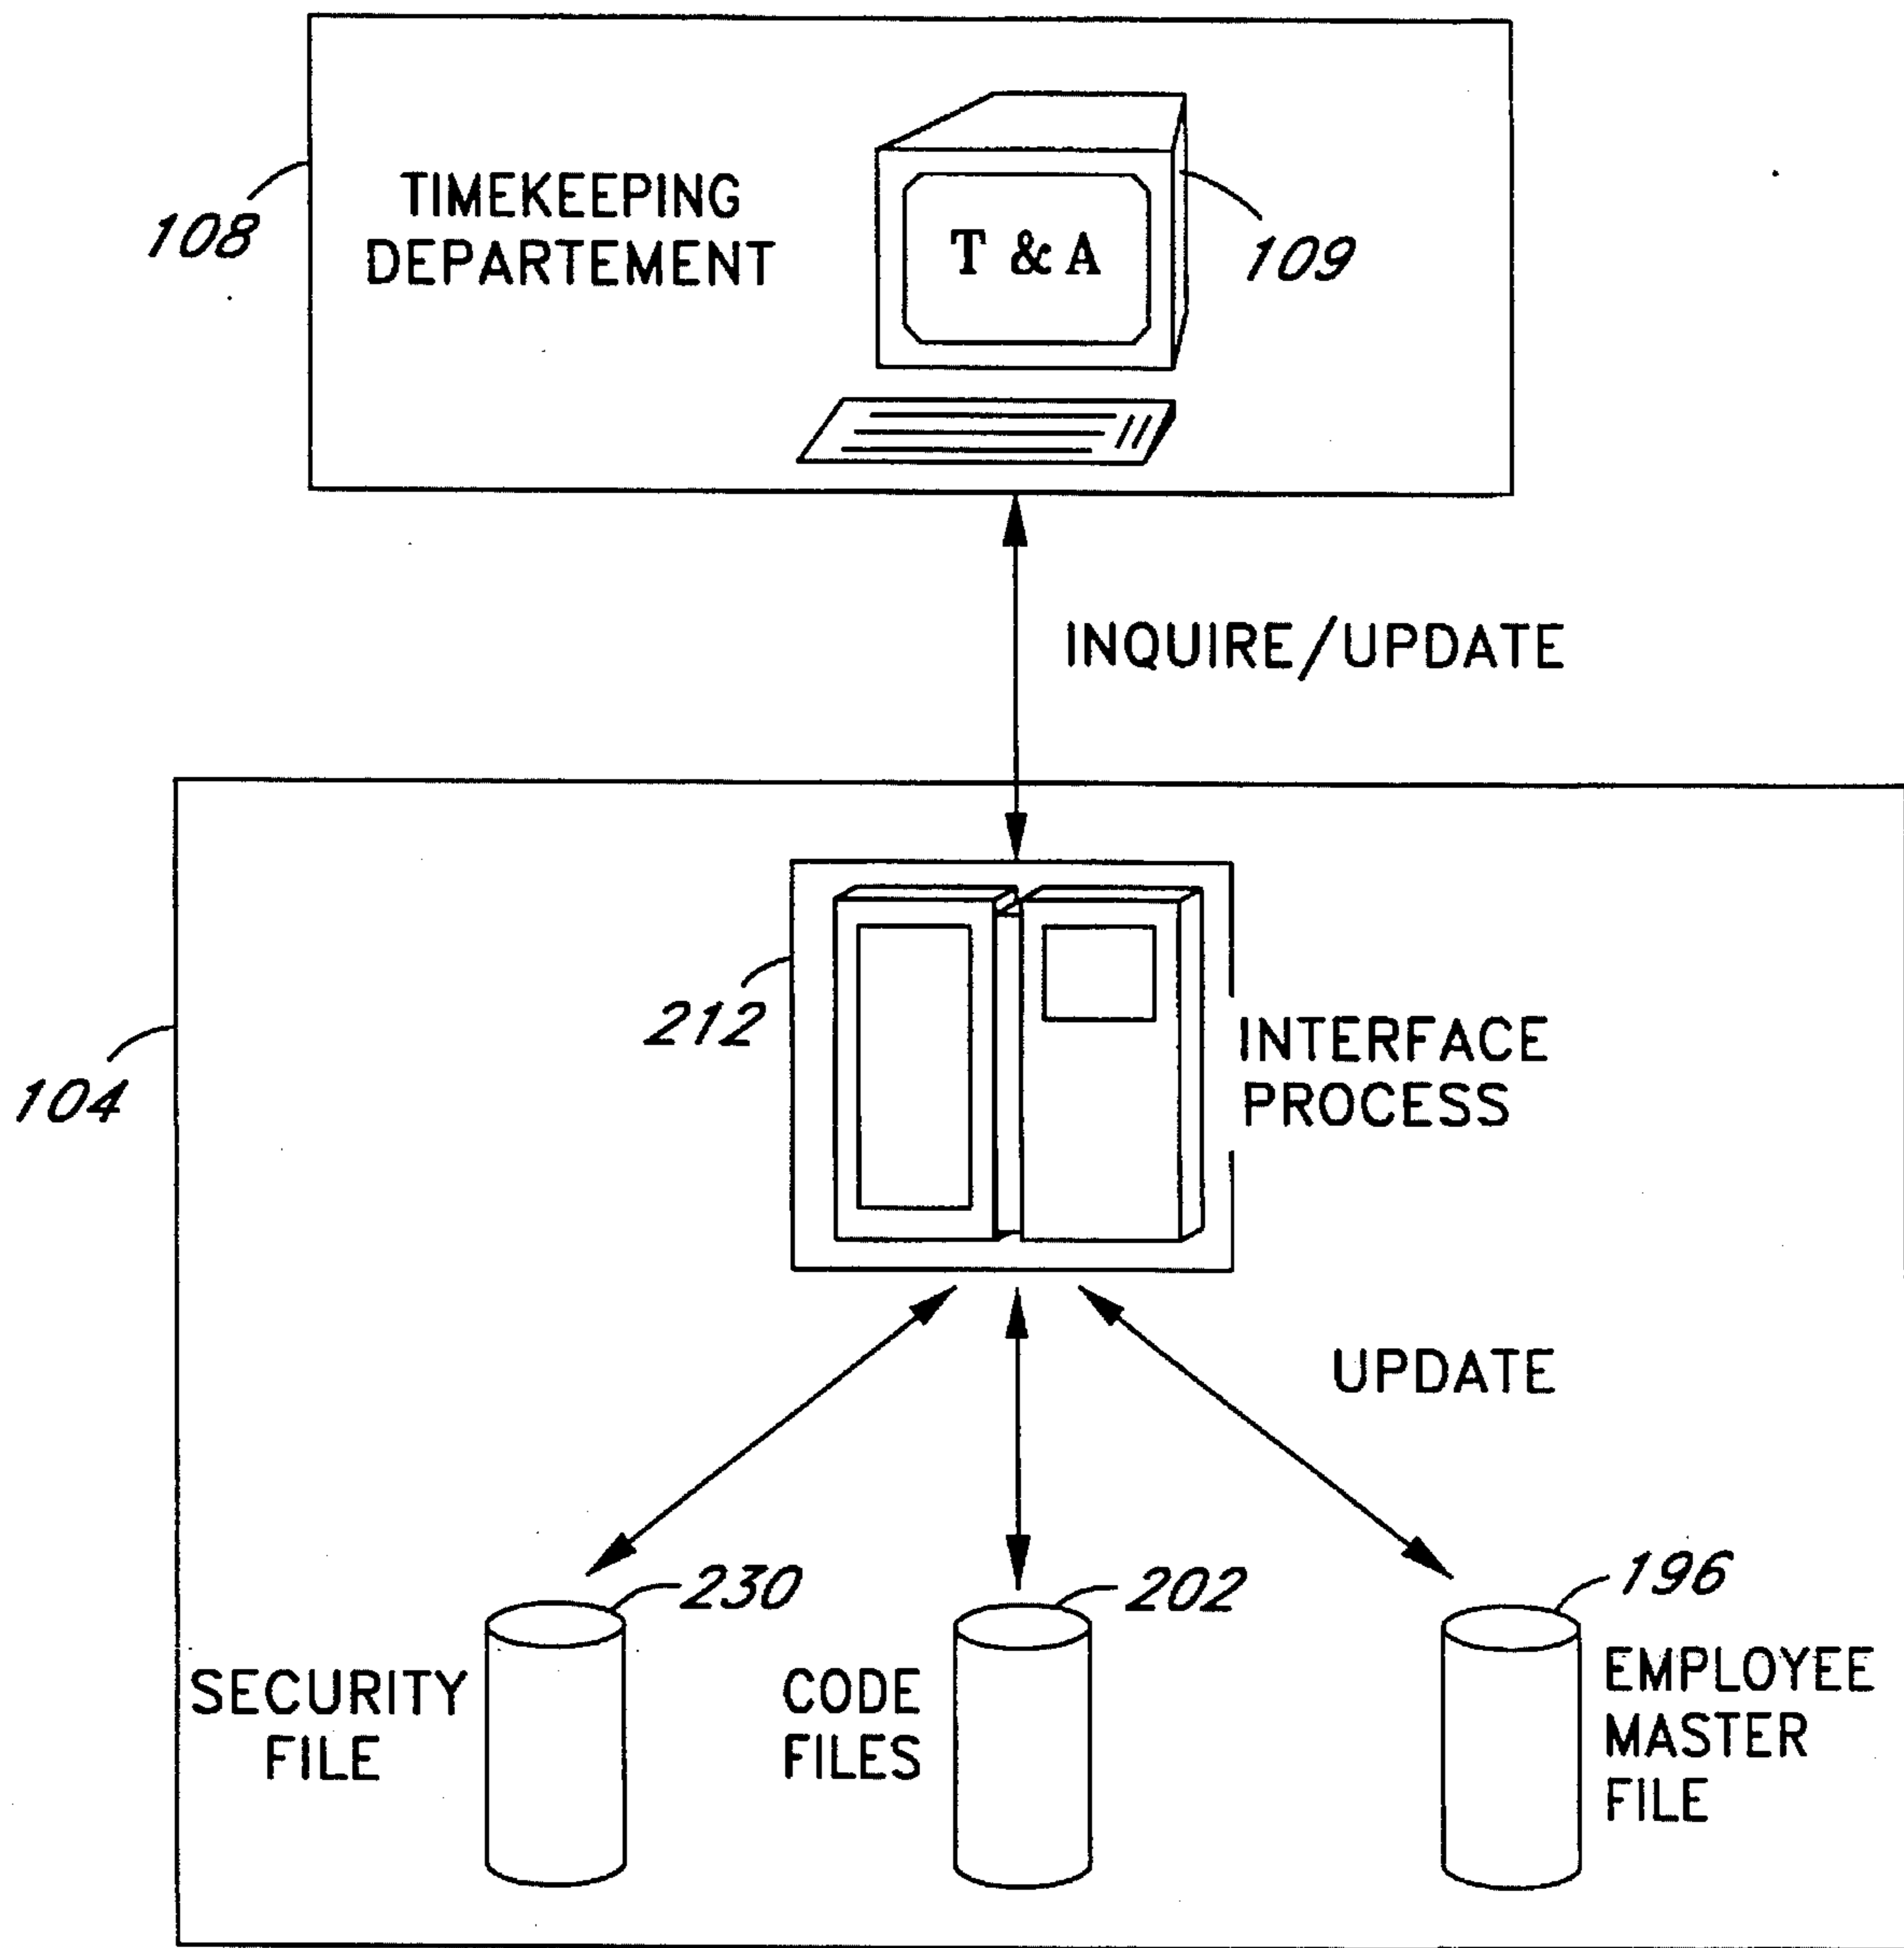 TIMEKEEPING
DEPARTEMENT
T & A
108
109
INQUIRE/UPDATE
212
INTERFACE
PROCESS
104
UPDATE
230
202
196
SECURITY
FILE
CODE
FILES
EMPLOYEE
MASTER
FILE